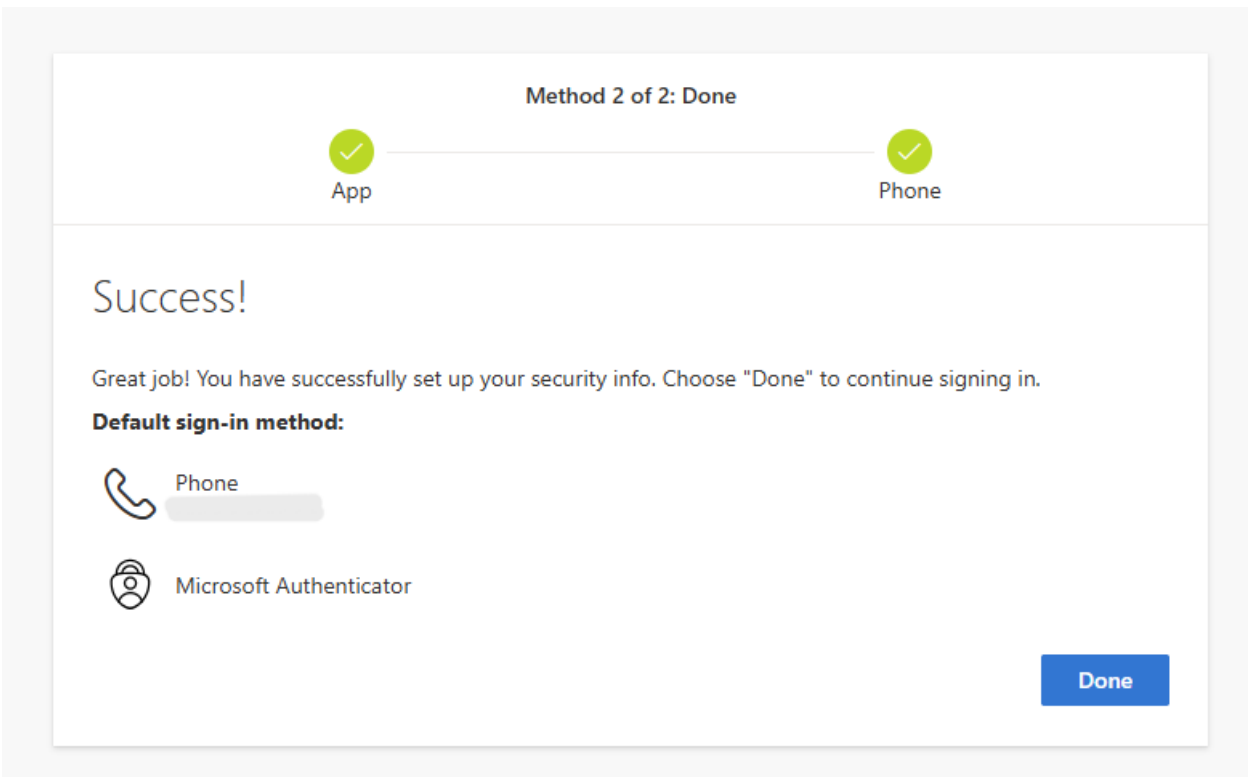 Method 2 of 2: Done
App
Phone
Success!
Great job! You have successfully set up your security info. Choose "Done" to continue signing in.
Default sign-in method:
Phone
Microsoft Authenticator
Done